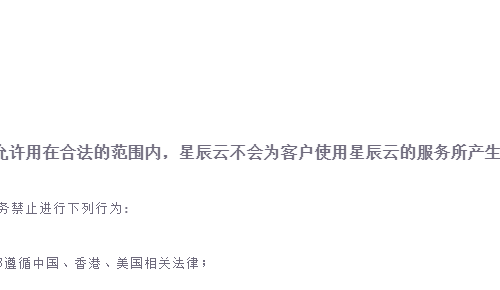 允许用在合法的范围内，星辰云不会为客户使用星辰云的服务所产生
务禁止进行下列行为：
遵循中国、香港、美国相关法律；